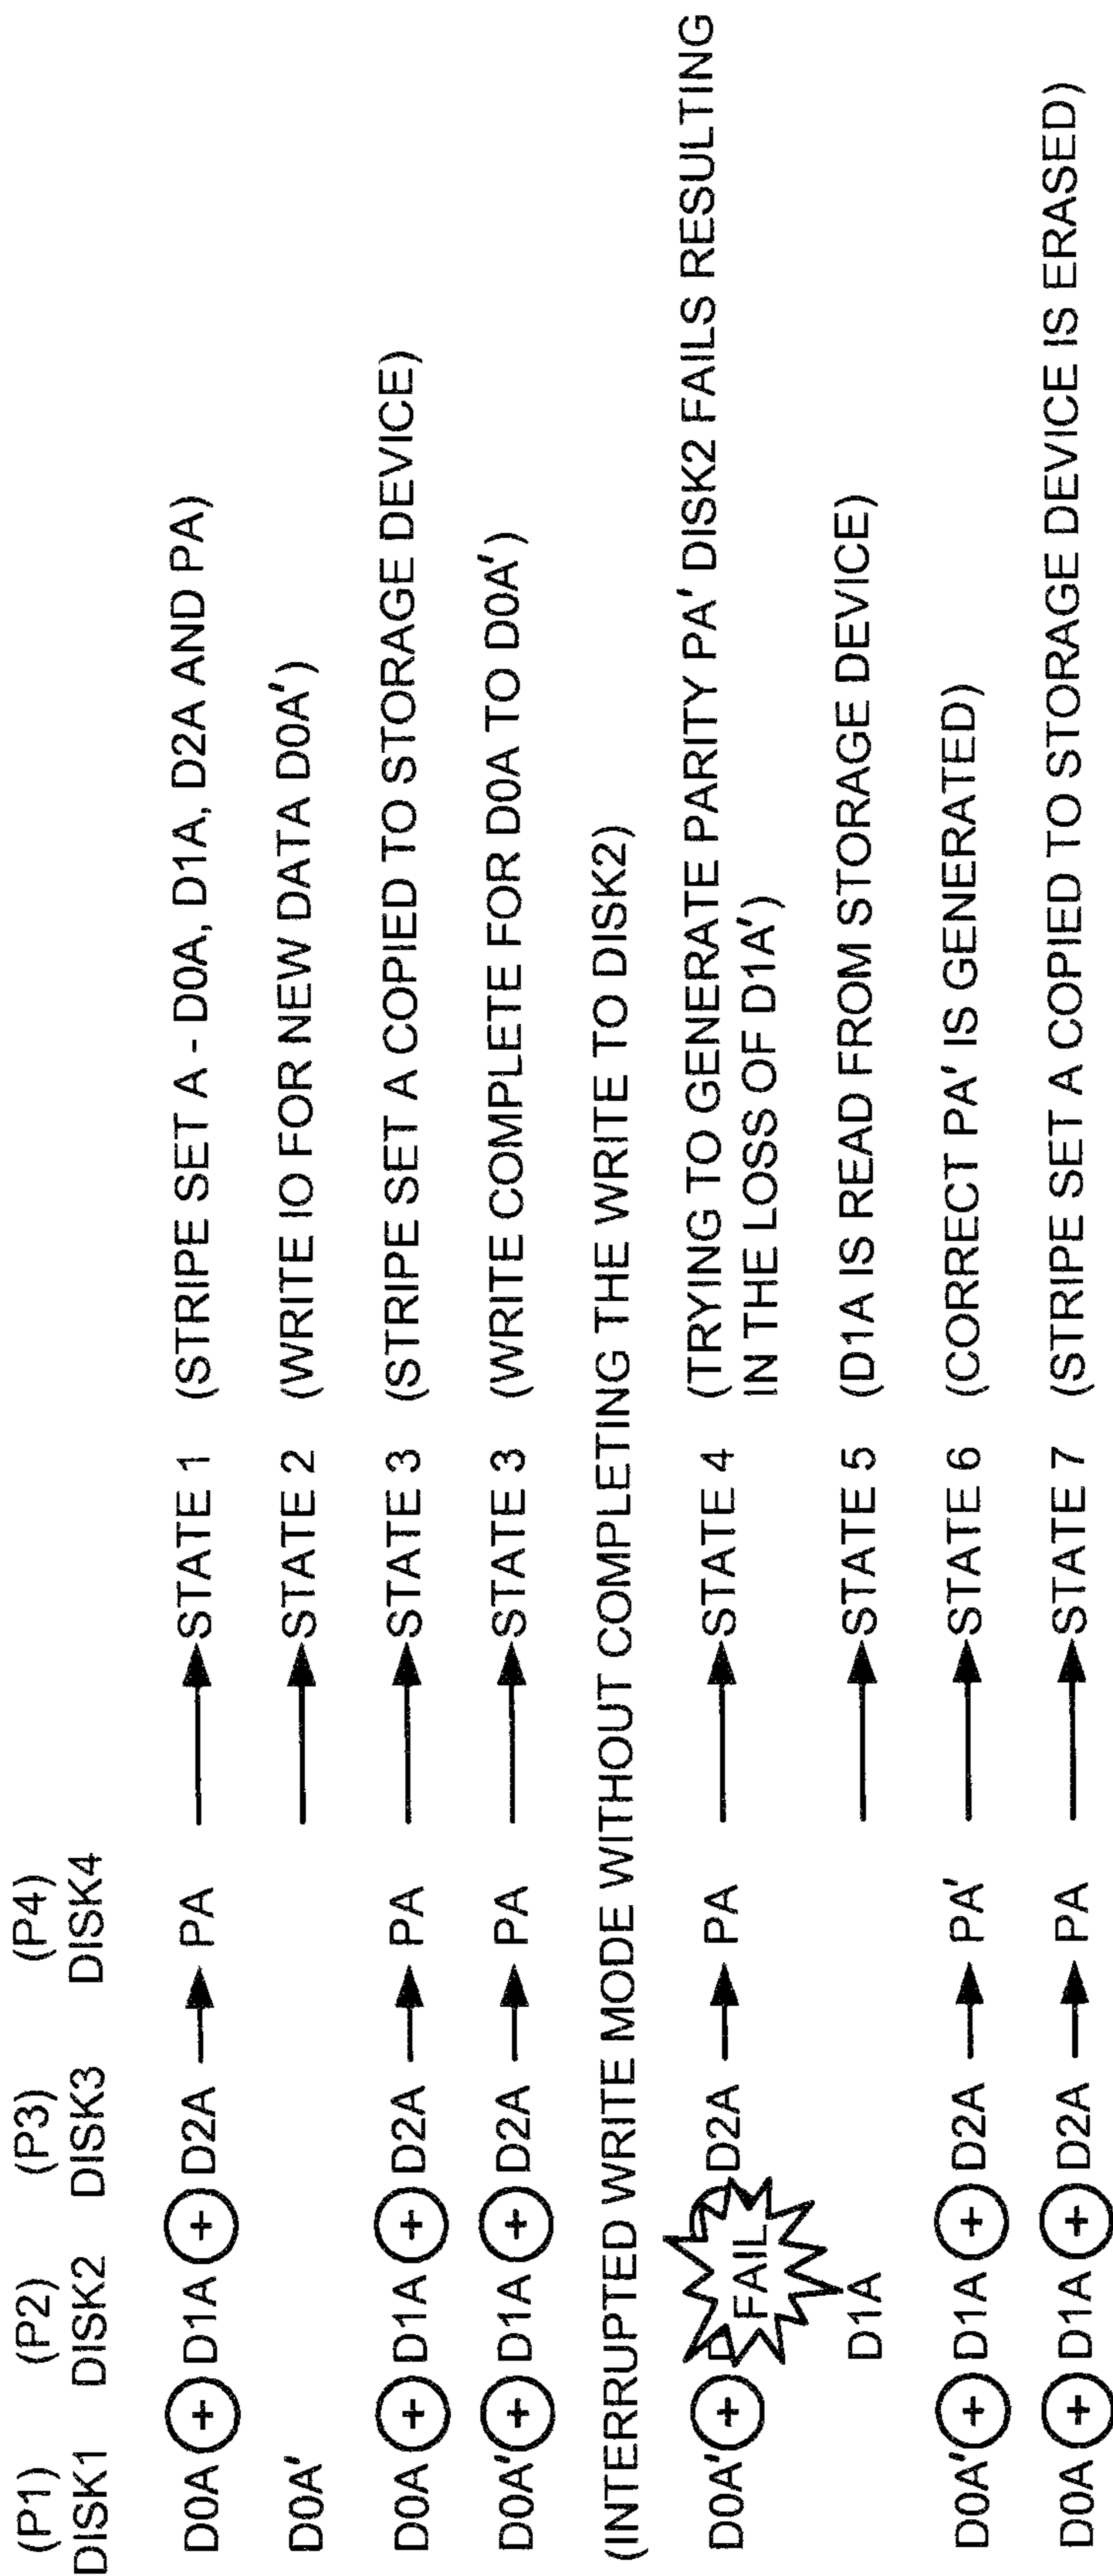 (P1) (P2) (P3) (P4)
DISK1 DISK2 DISK3 DISK4
D0A + D1A + D2A PA STATE 1 (STRIPE SET A - D0A, D1A, D2A AND PA)
D0A' STATE 2 (WRITE IO FOR NEW DATA D0A')
D0A + D1A + D2A PA STATE 3 (STRIPE SET A COPIED TO STORAGE DEVICE)
D0A' + D1A + D2A PA STATE 3 (WRITE COMPLETE FOR D0A TO D0A')
(INTERRUPTED WRITE MODE WITHOUT COMPLETING THE WRITE TO DISK2)
D0A' + FAIL D2A PA STATE 4 (TRYING TO GENERATE PARITY PA' DISK2 FAILS RESULTING
IN THE LOSS OF D1A')
D1A STATE 5 (D1A IS READ FROM STORAGE DEVICE)
D0A' + D1A + D2A PA' STATE 6 (CORRECT PA' IS GENERATED)
D0A + D1A + D2A PA STATE 7 (STRIPE SET A COPIED TO STORAGE DEVICE IS ERASED)